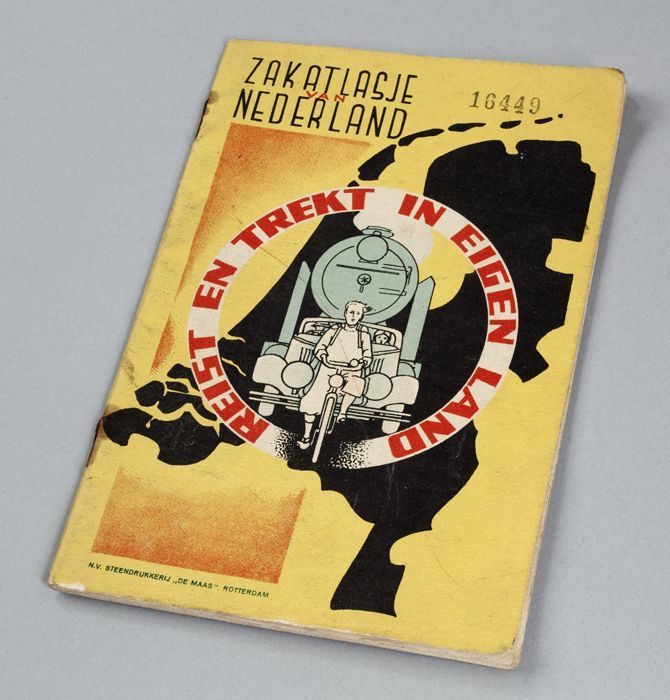 ZAKATLASJE
VAN
NEDERLAND
16449
REIST EN TREKT IN EIGEN LAND
N.V. STEENDRUKKERIJ „DE MAAS", ROTTERDAM